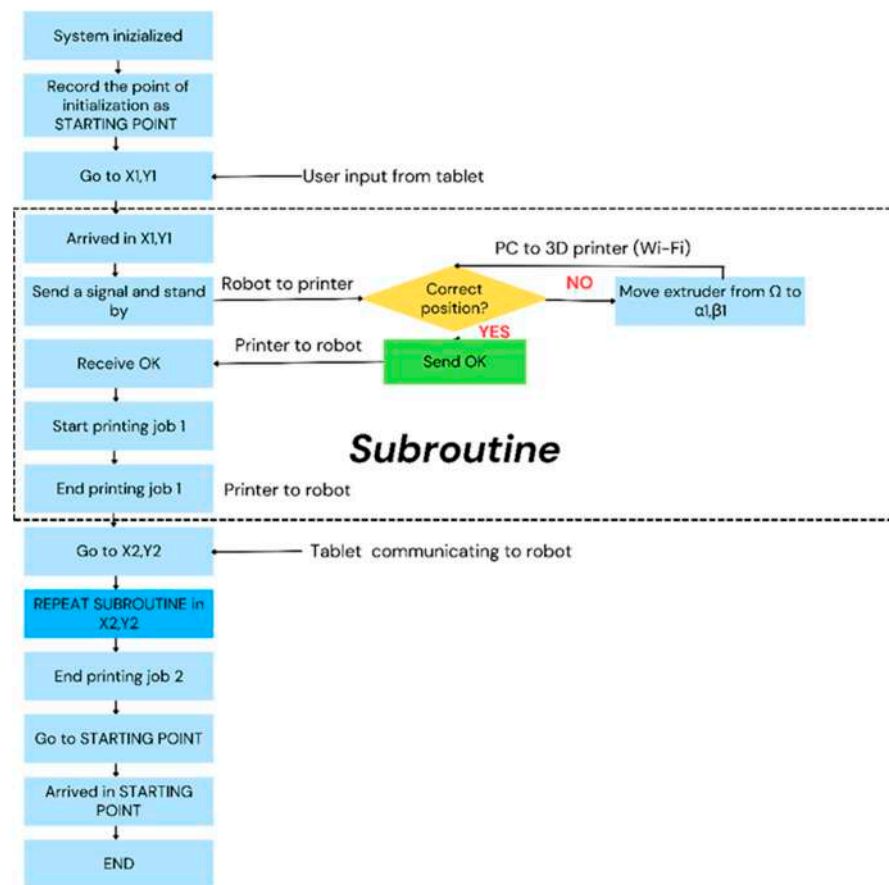 System inizialized
Record the point of
initialization as
STARTING POINT
Go to X1,Y1
User input from tablet
Arrived in X1,Y1
PC to 3D printer (Wi-Fi)
Send a signal and stand
by
Robot to printer
Correct
position?
NO
Move extruder from Ω to
α1,β1
YES
Printer to robot
Send OK
Receive OK
Start printing job 1
Subroutine
End printing job 1
Printer to robot
Go to X2,Y2
Tablet communicating to robot
REPEAT SUBROUTINE in
X2,Y2
End printing job 2
Go to STARTING POINT
Arrived in STARTING
POINT
END